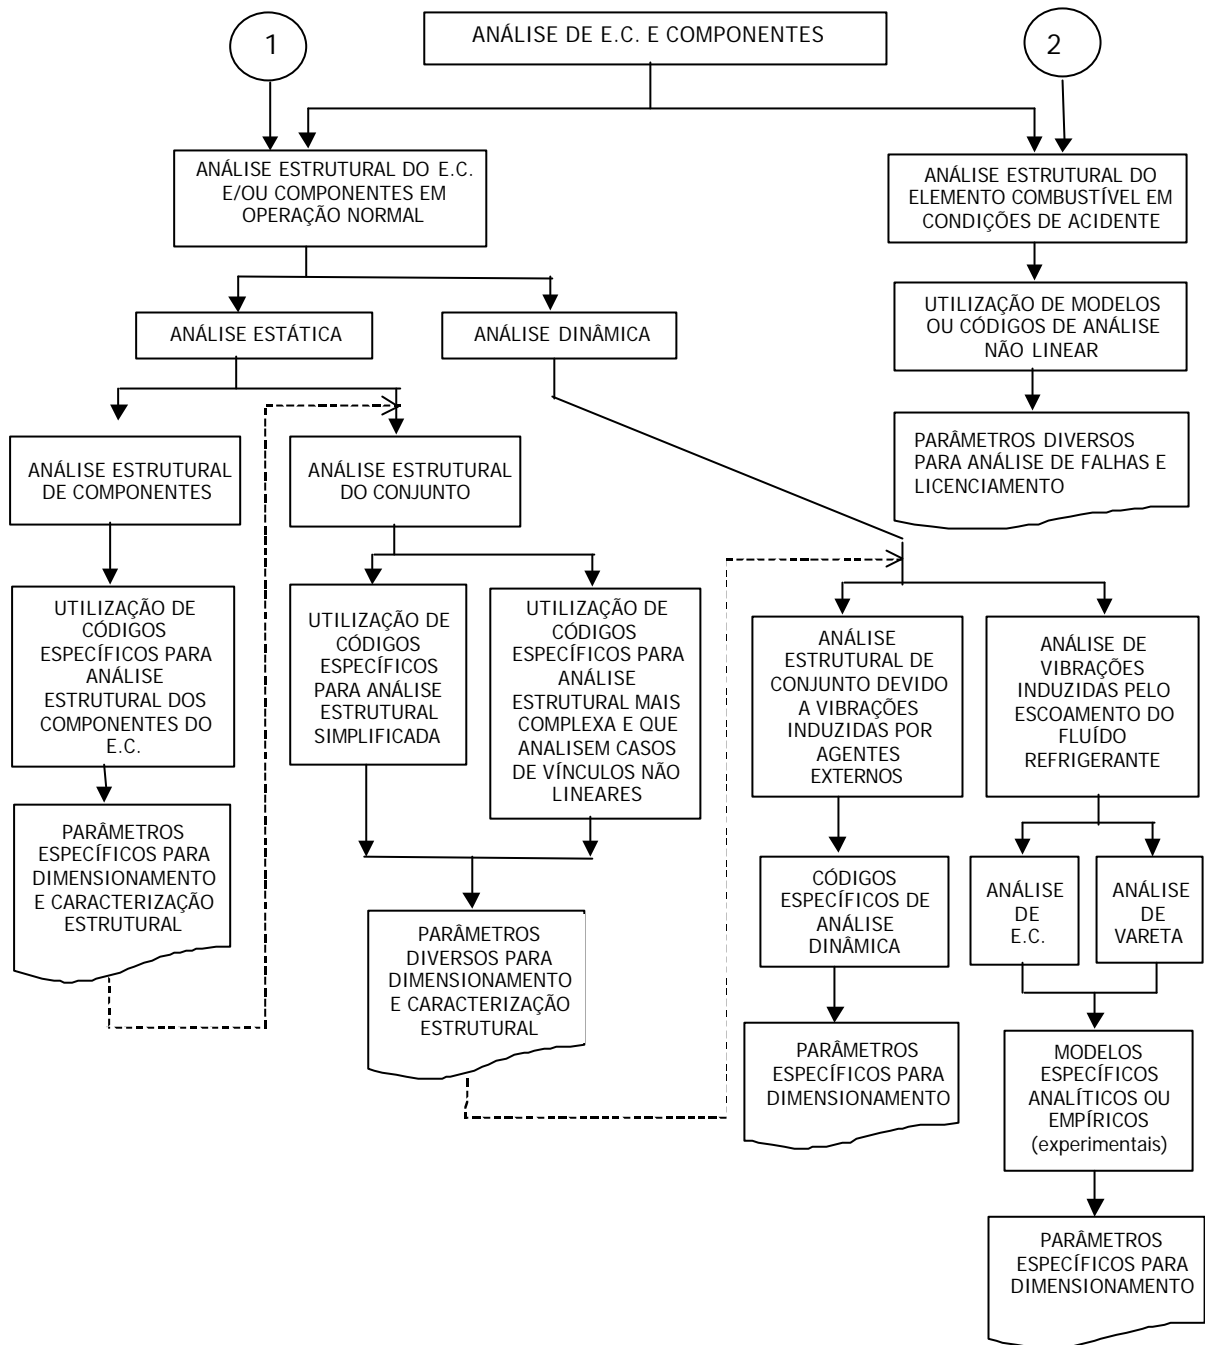 1
ANÁLISE DE E.C. E COMPONENTES
2
ANÁLISE ESTRUTURAL DO E.C.
E/OU COMPONENTES EM
OPERAÇÃO NORMAL
ANÁLISE ESTRUTURAL DO
ELEMENTO COMBUSTÍVEL EM
CONDIÇÕES DE ACIDENTE
ANÁLISE ESTÁTICA
ANÁLISE DINÂMICA
UTILIZAÇÃO DE MODELOS
OU CÓDIGOS DE ANÁLISE
NÃO LINEAR
ANÁLISE ESTRUTURAL
DE COMPONENTES
ANÁLISE ESTRUTURAL
DO CONJUNTO
PARÂMETROS DIVERSOS
PARA ANÁLISE DE FALHAS E
LICENCIAMENTO
UTILIZAÇÃO DE
CÓDIGOS
ESPECÍFICOS PARA
ANÁLISE
ESTRUTURAL DOS
COMPONENTES DO
E.C.
UTILIZAÇÃO DE
CÓDIGOS
ESPECÍFICOS
PARA ANÁLISE
ESTRUTURAL
SIMPLIFICADA
UTILIZAÇÃO DE
CÓDIGOS
ESPECÍFICOS PARA
ANÁLISE
ESTRUTURAL MAIS
COMPLEXA E QUE
ANALISEM CASOS
DE VÍNCULOS NÃO
LINEARES
ANÁLISE
ESTRUTURAL DE
CONJUNTO DEVIDO
A VIBRAÇÕES
INDUZIDAS POR
AGENTES
EXTERNOS
ANÁLISE DE
VIBRAÇÕES
INDUZIDAS PELO
ESCOAMENTO DO
FLUÍDO
REFRIGERANTE
PARÂMETROS
ESPECÍFICOS PARA
DIMENSIONAMENTO
E CARACTERIZAÇÃO
ESTRUTURAL
CÓDIGOS
ESPECÍFICOS DE
ANÁLISE
DINÂMICA
ANÁLISE
DE
E.C.
ANÁLISE
DE
VARETA
PARÂMETROS
DIVERSOS PARA
DIMENSIONAMENTO
E CARACTERIZAÇÃO
ESTRUTURAL
PARÂMETROS
ESPECÍFICOS PARA
DIMENSIONAMENTO
MODELOS
ESPECÍFICOS
ANALÍTICOS OU
EMPÍRICOS
(experimentais)
PARÂMETROS
ESPECÍFICOS PARA
DIMENSIONAMENTO